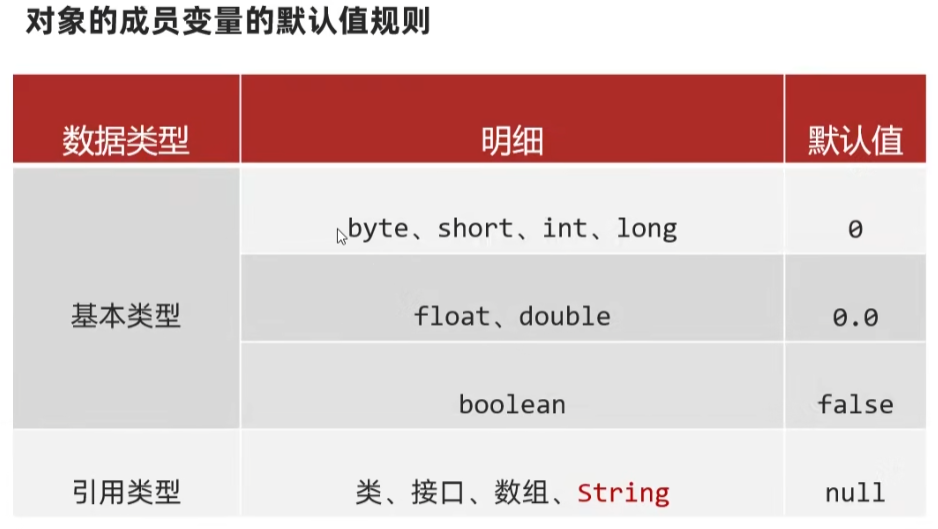 对象的成员变量的默认值规则
数据类型 明细 默认值
byte、short、int、long 0
基本类型 float、double 0.0
boolean false
引用类型 类、接口、数组、String null